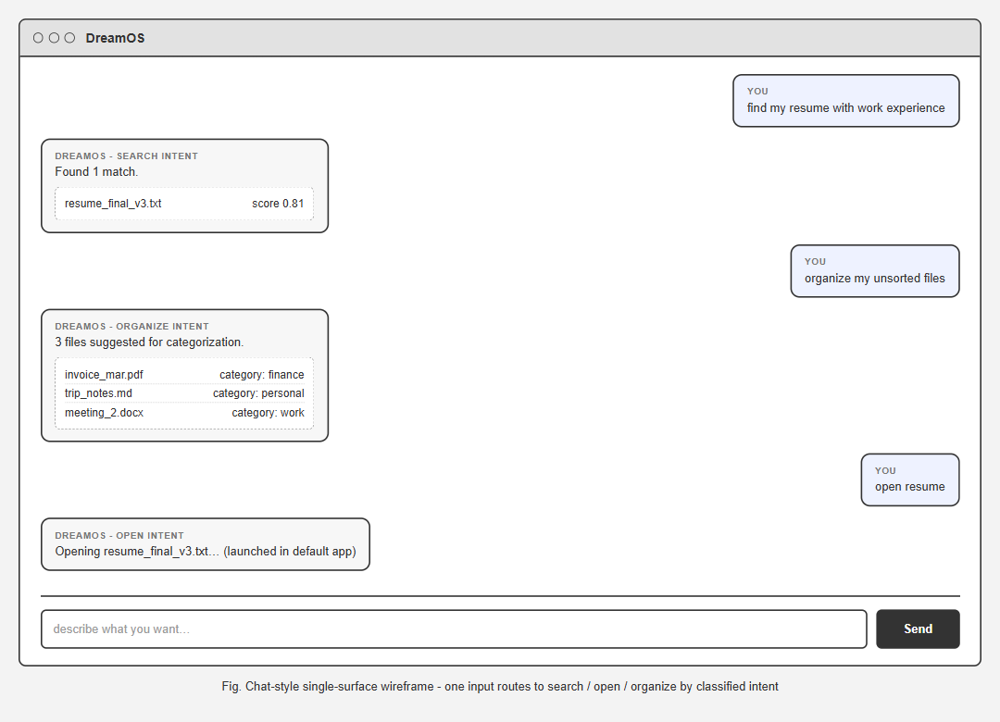 DreamOS
YOU
find my resume with work experience
DREAMOS - SEARCH INTENT
Found 1 match.
resume_final_v3.txt score 0.81
YOU
organize my unsorted files
DREAMOS - ORGANIZE INTENT
3 files suggested for categorization.
invoice_mar.pdf category: finance
trip_notes.md category: personal
meeting_2.docx category: work
YOU
open resume
DREAMOS - OPEN INTENT
Opening resume_final_v3.txt... (launched in default app)
describe what you want...
Send
Fig. Chat-style single-surface wireframe - one input routes to search / open / organize by classified intent